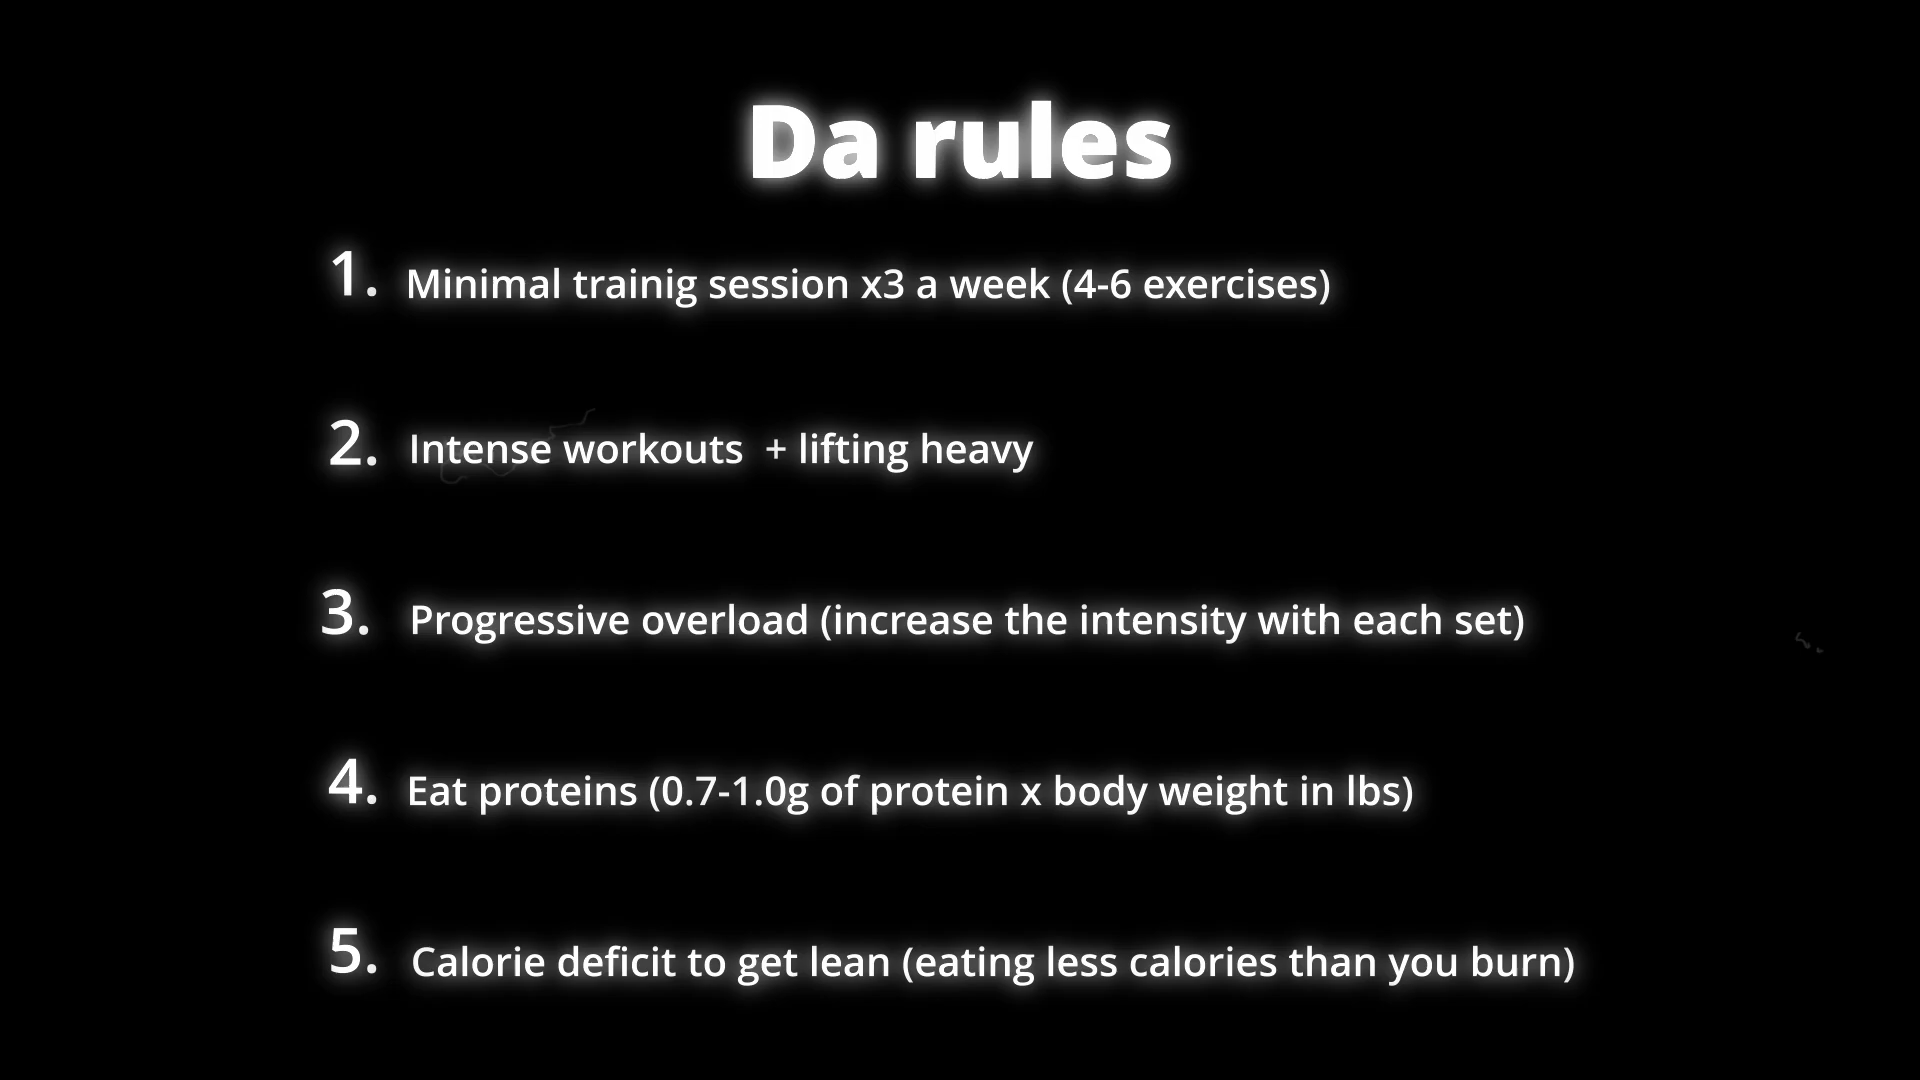 Da rules
1. Minimal trainig session x3 a week (4-6 exercises)
2. Intense workouts + lifting heavy
3. Progressive overload (increase the intensity with each set)
4. Eat proteins (0.7-1.0g of protein x body weight in lbs)
5. Calorie deficit to get lean (eating less calories than you burn)